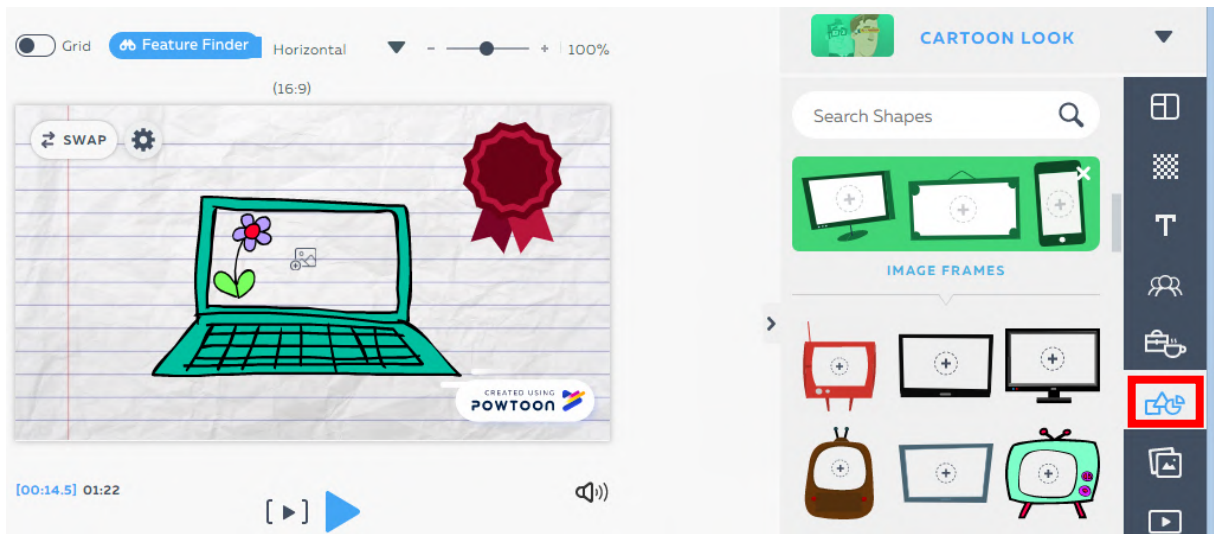 Grid
Feature Finder
Horizontal
(16:9)
- + 100%
SWAP
CREATED USING
POWTOON
[00:14.5] 01:22
CARTOON LOOK
Search Shapes
IMAGE FRAMES
T